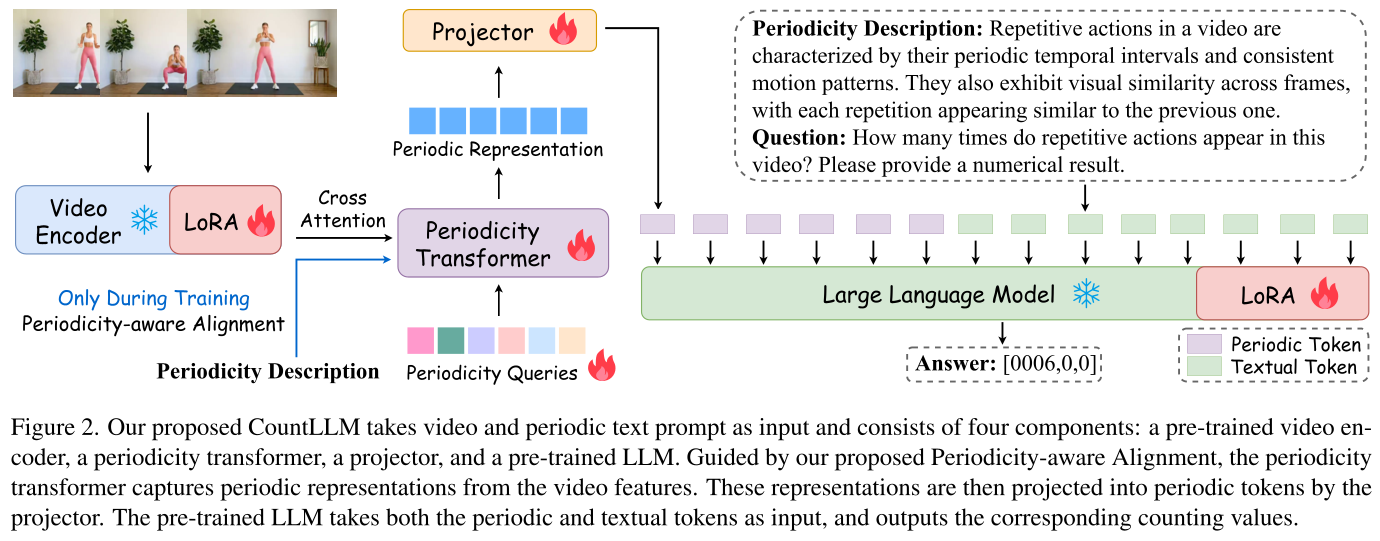 Projector
Periodic Representation
Video
Encoder
LoRA
Cross
Attention
Periodicity
Transformer
Only During Training
Periodicity-aware Alignment
Periodicity Description
Periodicity Queries
Periodicity Description: Repetitive actions in a video are
characterized by their periodic temporal intervals and consistent
motion patterns. They also exhibit visual similarity across frames,
with each repetition appearing similar to the previous one.
Question: How many times do repetitive actions appear in this
video? Please provide a numerical result.
Large Language Model
LoRA
Answer: [0006,0,0]
Periodic Token
Textual Token
Figure 2. Our proposed CountLLM takes video and periodic text prompt as input and consists of four components: a pre-trained video en-
coder, a periodicity transformer, a projector, and a pre-trained LLM. Guided by our proposed Periodicity-aware Alignment, the periodicity
transformer captures periodic representations from the video features. These representations are then projected into periodic tokens by the
projector. The pre-trained LLM takes both the periodic and textual tokens as input, and outputs the corresponding counting values.